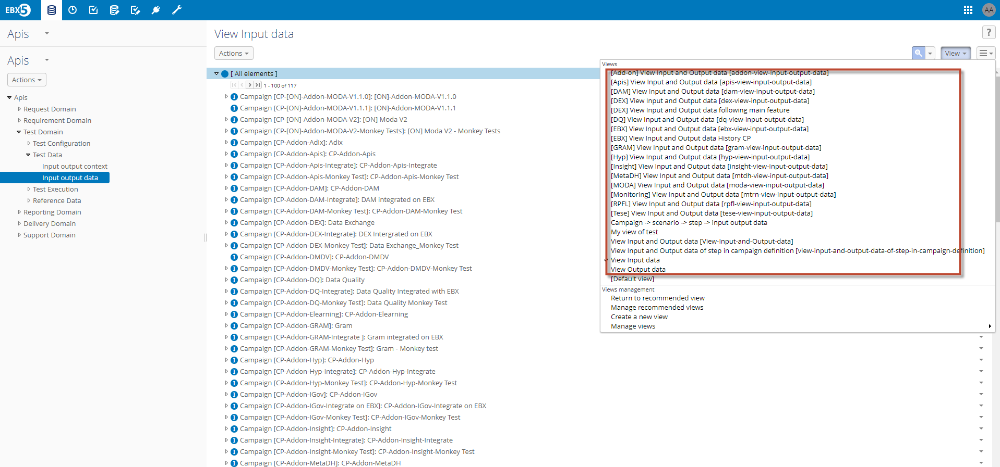 EBX5
AA
Apis
Apis
Actions
Apis
Request Domain
Requirement Domain
Test Domain
Test Configuration
Test Data
Input output context
Input output data
Test Execution
Reference Data
Reporting Domain
Delivery Domain
Support Domain
View Input data
?
Actions
View
[ All elements ]
1 - 100 of 117
Campaign [CP-[ON]-Addon-MODA-V1.1.0]: [ON]-Addon-MODA-V1.1.0
Campaign [CP-[ON]-Addon-MODA-V1.1.1]: [ON]-Addon-MODA-V1.1.1
Campaign [CP-[ON]-Addon-MODA-V2]: [ON] Moda V2
Campaign [CP-[ON]-Addon-MODA-V2-Monkey Tests]: [ON] Moda V2 - Monkey Tests
Campaign [CP-Addon-Adix]: Adix
Campaign [CP-Addon-Apis]: CP-Addon-Apis
Campaign [CP-Addon-Apis-Integrate]: CP-Addon-Apis-Integrate
Campaign [CP-Addon-Apis-Monkey Test]: CP-Addon-Apis-Monkey Test
Campaign [CP-Addon-DAM]: CP-Addon-DAM
Campaign [CP-Addon-DAM-Integrate]: DAM integrated on EBX
Campaign [CP-Addon-DAM-Monkey Test]: CP-Addon-DAM-Monkey Test
Campaign [CP-Addon-DEX]: Data Exchange
Campaign [CP-Addon-DEX-Integrate]: DEX Intergrated on EBX
Campaign [CP-Addon-DEX-Monkey Test]: Data Exchange_Monkey Test
Campaign [CP-Addon-DMDV]: CP-Addon-DMDV
Campaign [CP-Addon-DMDV-Monkey Test]: CP-Addon-DMDV-Monkey Test
Campaign [CP-Addon-DQ]: Data Quality
Campaign [CP-Addon-DQ-Integrate]: Data Quality Integrated with EBX
Campaign [CP-Addon-DQ-Monkey Test]: Data Quality Monkey Test
Campaign [CP-Addon-Elearning]: CP-Addon-Elearning
Campaign [CP-Addon-GRAM]: Gram
Campaign [CP-Addon-GRAM-Integrate ]: Gram integrated on EBX
Campaign [CP-Addon-GRAM-Monkey Test]: Gram - Monkey test
Campaign [CP-Addon-Hyp]: CP-Addon-Hyp
Campaign [CP-Addon-Hyp-Integrate]: CP-Addon-Hyp-Integrate
Campaign [CP-Addon-Hyp-Monkey Test]: CP-Addon-Hyp-Monkey Test
Campaign [CP-Addon-IGov]: CP-Addon-IGov
Campaign [CP-Addon-IGov-Integrate on EBX]: CP-Addon-IGov-Integrate on EBX
Campaign [CP-Addon-IGov-Monkey Test]: CP-Addon-IGov-Monkey Test
Campaign [CP-Addon-Insight]: CP-Addon-Insight
Campaign [CP-Addon-Insight-Integrate]: CP-Addon-Insight-Integrate
Campaign [CP-Addon-Insight-Monkey Test]: CP-Addon-Insight-Monkey Test
Campaign [CP-Addon-MetaDH]: CP-Addon-MetaDH
Views
[Add-on] View Input and Output data [addon-view-input-output-data]
[Apis] View Input and Output data [apis-view-input-output-data]
[DAM] View Input and Output data [dam-view-input-output-data]
[DEX] View Input and Output data [dex-view-input-output-data]
[DEX] View Input and Output data following main feature
[DQ] View Input and Output data [dq-view-input-output-data]
[EBX] View Input and Output data [ebx-view-input-output-data]
[EBX] View Input and Output data History CP
[GRAM] View Input and Output data [gram-view-input-output-data]
[Hyp] View Input and Output data [hyp-view-input-output-data]
[Insight] View Input and Output data [insight-view-input-output-data]
[MetaDH] View Input and Output data [mtdh-view-input-output-data]
[MODA] View Input and Output data [moda-view-input-output-data]
[Monitoring] View Input and Output data [mtrn-view-input-output-data]
[RPFL] View Input and Output data [rpfl-view-input-output-data]
[Tese] View Input and Output data [tese-view-input-output-data]
Campaign -> scenario -> step -> input output data
My view of test
View Input and Output data [View-Input-and-Output-data]
View Input and Output data of step in campaign definition [view-input-and-output-data-of-step-in-campaign-definition]
View Input data
View Output data
[Default view]
Views management
Return to recommended view
Manage recommended views
Create a new view
Manage views